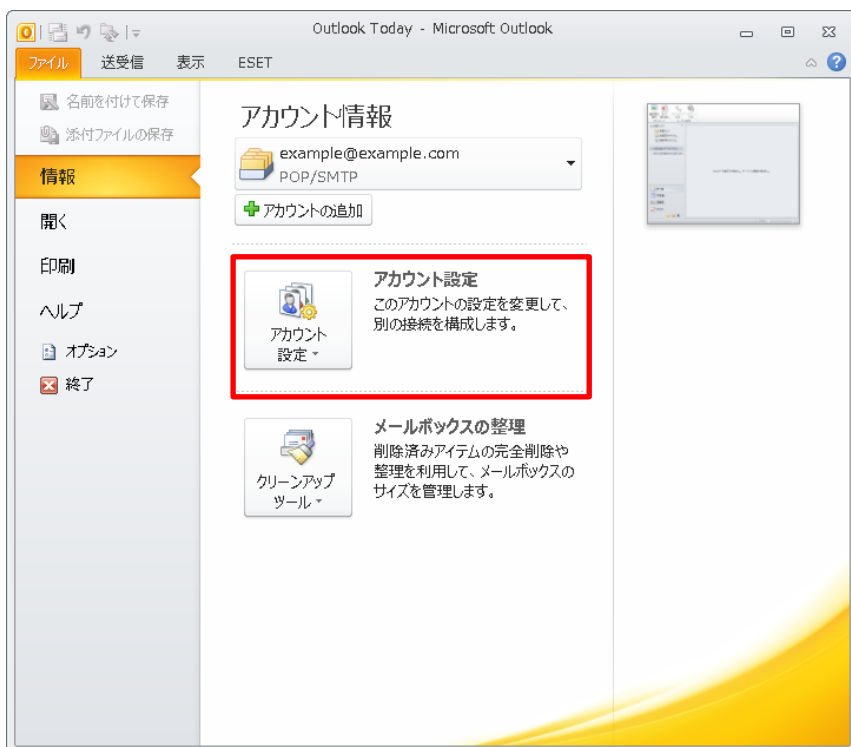 Outlook Today - Microsoft Outlook
ファイル 送受信 表示 ESET
名前を付けて保存
添付ファイルの保存
情報
開く
印刷
ヘルプ
オプション
終了
アカウント情報
example@example.com
POP/SMTP
アカウントの追加
アカウント
設定
アカウント設定
このアカウントの設定を変更して、
別の接続を構成します。
クリーンアップ
ツール
メールボックスの整理
削除済みアイテムの完全削除や
整理を利用して、メールボックスの
サイズを管理します。